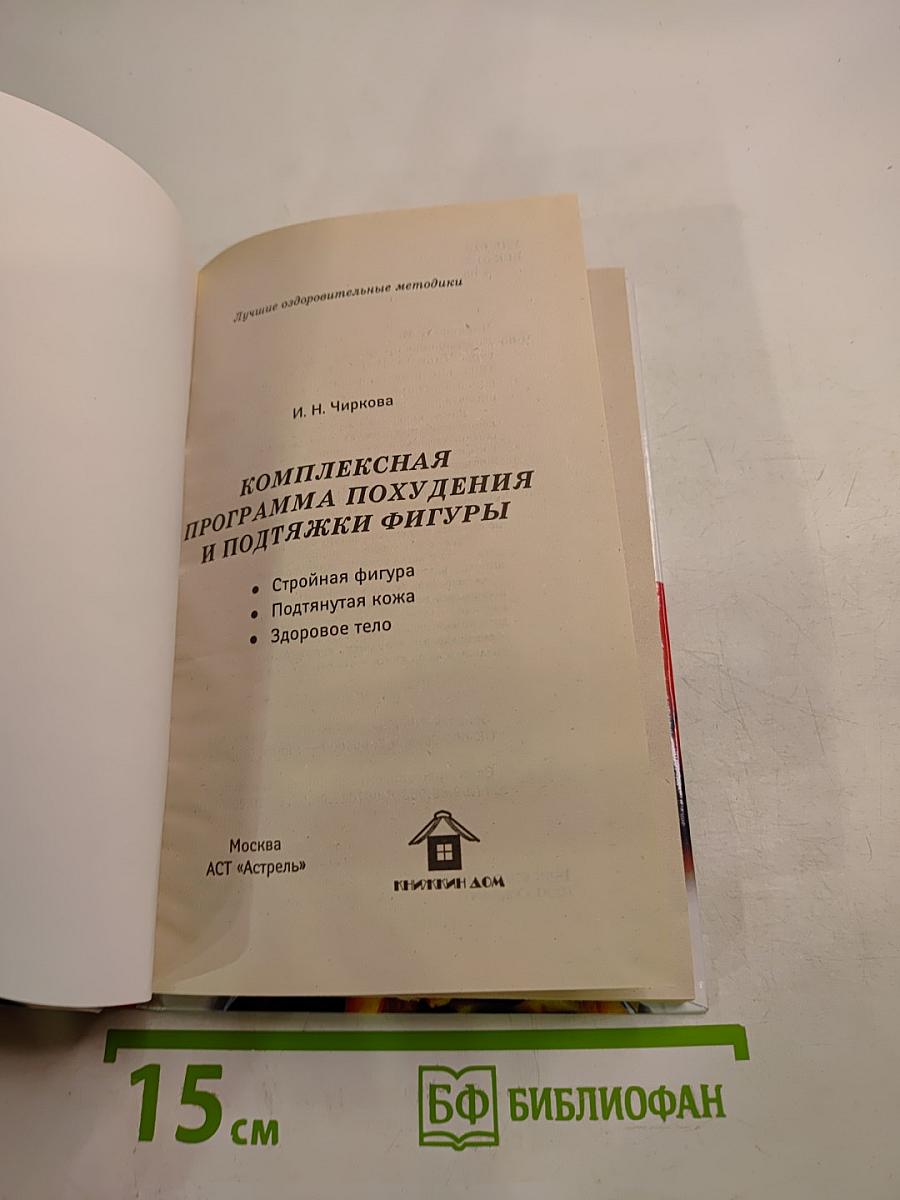 Лучшие оздоровительные методики
И. Н. Чиркова
КОМПЛЕКСНАЯ
ПРОГРАММА ПОХУДЕНИЯ
И ПОДТЯЖКИ ФИГУРЫ
• Стройная фигура
• Подтянутая кожа
• Здоровое тело
Москва
АСТ «Астрель»
КНИЖКИН ДОМ
15 см
БФ БИБЛИОФАН